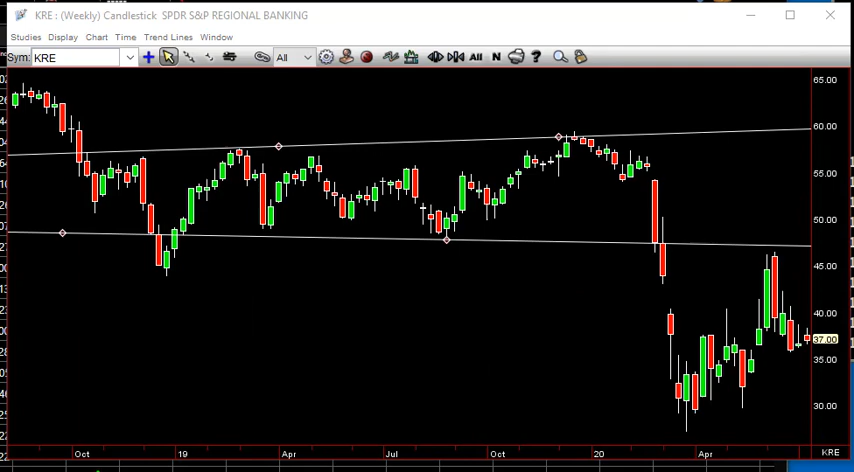 KRE : (Weekly) Candlestick SPDR S&P REGIONAL BANKING
Studies Display Chart Time Trend Lines Window
Sym: KRE All All N ?
65.00
60.00
55.00
50.00
45.00
40.00
37.00
35.00
30.00
Oct 19 Apr Jul Oct 20 Apr KRE